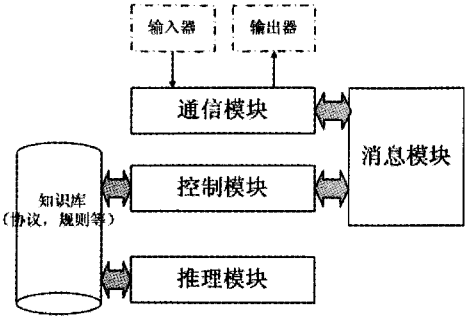 输入器
输出器
通信模块
消息模块
控制模块
知识库
（协议，规则等）
推理模块